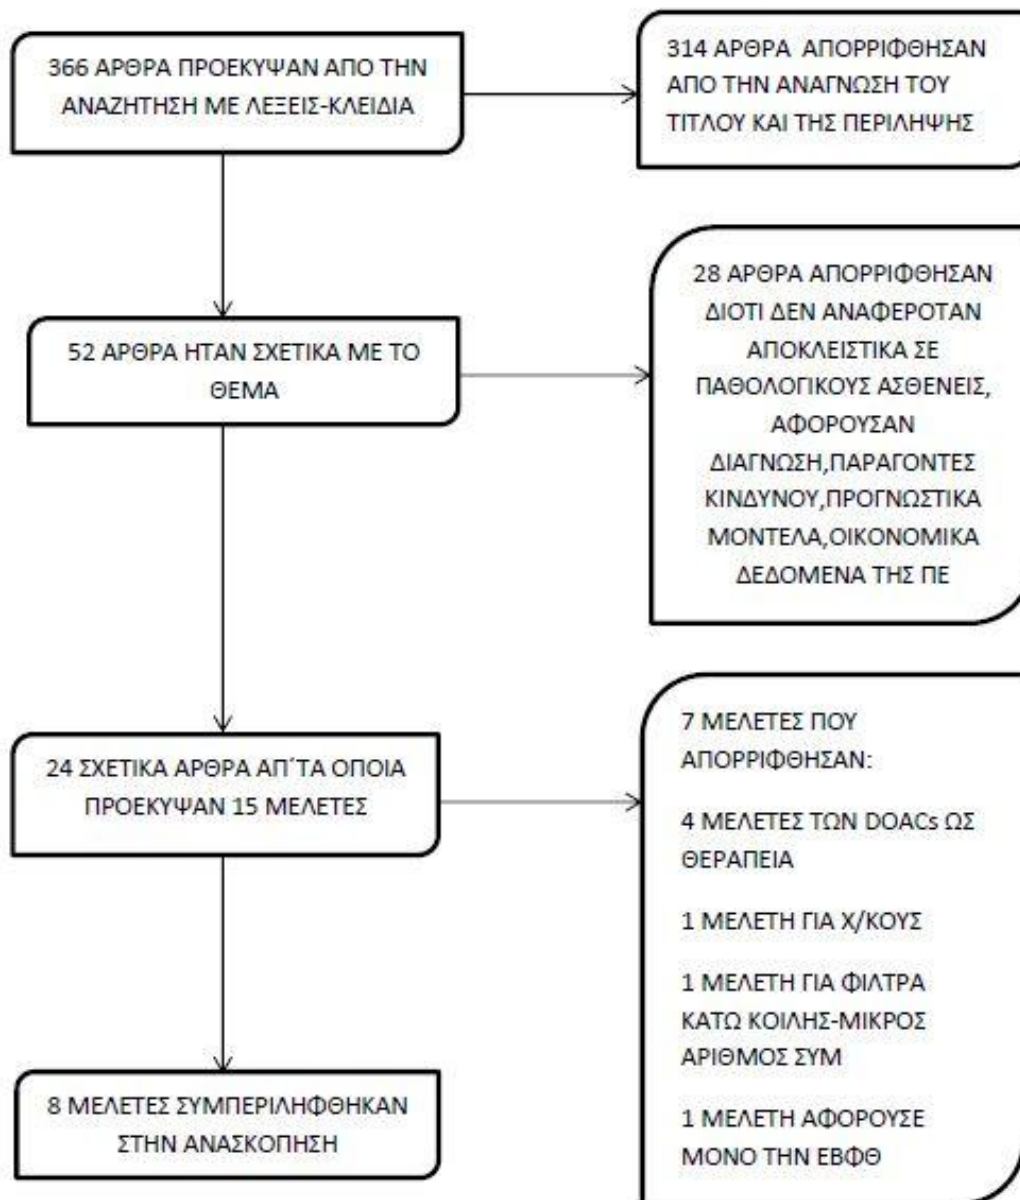 366 ΑΡΘΡΑ ΠΡΟΕΚΥΨΑΝ ΑΠΟ ΤΗΝ
ΑΝΑΖΗΤΗΣΗ ΜΕ ΛΕΞΕΙΣ-ΚΛΕΙΔΙΑ
314 ΑΡΘΡΑ ΑΠΟΡΡΙΦΘΗΣΑΝ
ΑΠΟ ΤΗΝ ΑΝΑΓΝΩΣΗ ΤΟΥ
ΤΙΤΛΟΥ ΚΑΙ ΤΗΣ ΠΕΡΙΛΗΨΗΣ
52 ΑΡΘΡΑ ΗΤΑΝ ΣΧΕΤΙΚΑ ΜΕ ΤΟ
ΘΕΜΑ
28 ΑΡΘΡΑ ΑΠΟΡΡΙΦΘΗΣΑΝ
ΔΙΟΤΙ ΔΕΝ ΑΝΑΦΕΡΟΤΑΝ
ΑΠΟΚΛΕΙΣΤΙΚΑ ΣΕ
ΠΑΘΟΛΟΓΙΚΟΥΣ ΑΣΘΕΝΕΙΣ,
ΑΦΟΡΟΥΣΑΝ
ΔΙΑΓΝΩΣΗ,ΠΑΡΑΓΟΝΤΕΣ
ΚΙΝΔΥΝΟΥ,ΠΡΟΓΝΩΣΤΙΚΑ
ΜΟΝΤΕΛΑ,ΟΙΚΟΝΟΜΙΚΑ
ΔΕΔΟΜΕΝΑ ΤΗΣ ΠΕ
24 ΣΧΕΤΙΚΑ ΑΡΘΡΑ ΑΠ΄ΤΑ ΟΠΟΙΑ
ΠΡΟΕΚΥΨΑΝ 15 ΜΕΛΕΤΕΣ
7 ΜΕΛΕΤΕΣ ΠΟΥ
ΑΠΟΡΡΙΦΘΗΣΑΝ:
4 ΜΕΛΕΤΕΣ ΤΩΝ DOACs ΩΣ
ΘΕΡΑΠΕΙΑ
1 ΜΕΛΕΤΗ ΓΙΑ Χ/ΚΟΥΣ
1 ΜΕΛΕΤΗ ΓΙΑ ΦΙΛΤΡΑ
ΚΑΤΩ ΚΟΙΛΗΣ-ΜΙΚΡΟΣ
ΑΡΙΘΜΟΣ ΣΥΜ
1 ΜΕΛΕΤΗ ΑΦΟΡΟΥΣΕ
ΜΟΝΟ ΤΗΝ ΕΒΦΘ
8 ΜΕΛΕΤΕΣ ΣΥΜΠΕΡΙΛΗΦΘΗΚΑΝ
ΣΤΗΝ ΑΝΑΣΚΟΠΗΣΗ